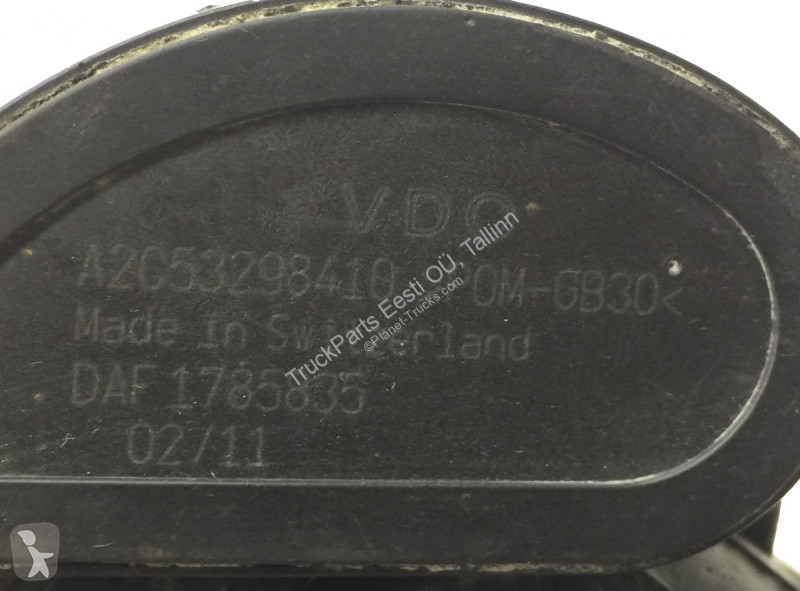 VDO
A2C53298410 >POM-GB30<
Made in Switzerland
DAF 1785835
02/11
TruckParts Eesti OÜ, Tallinn
©Planet-Trucks.com